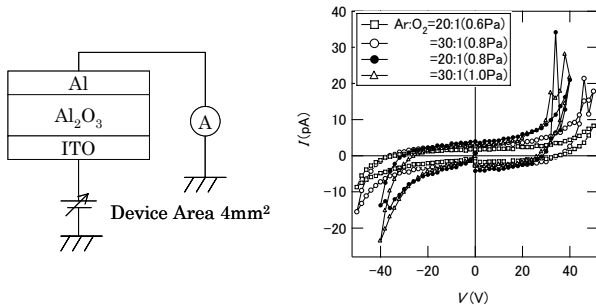 Al
Al₂O₃
ITO
A
Device Area 4mm²
Ar:O₂=20:1(0.6Pa)
=30:1(0.8Pa)
=20:1(0.8Pa)
=30:1(1.0Pa)
I(pA)
40
30
20
10
0
−10
−20
−40
−20
0
20
40
V(V)